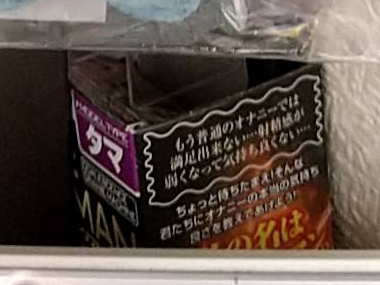 タマ
MAN
もう普通のオナニーでは
満足出来ない…射精感が
弱くなって気持ち良くない…
ちょっと待ちたまえ!そんな
君たちにオナニーの本当の気持ち
良さを教えてあげよう!
の名は